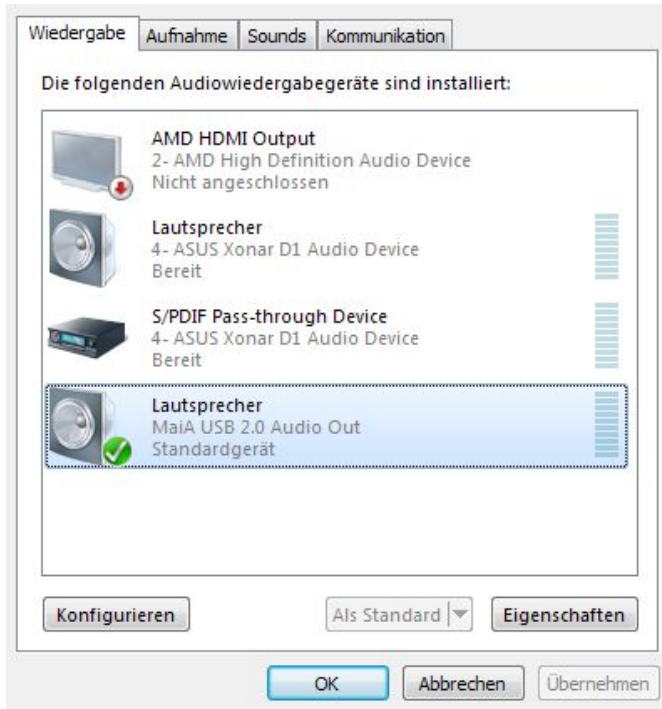 Wiedergabe
Aufnahme
Sounds
Kommunikation
Die folgenden Audiowiedergabegeräte sind installiert:
AMD HDMI Output
2- AMD High Definition Audio Device
Nicht angeschlossen
Lautsprecher
4- ASUS Xonar D1 Audio Device
Bereit
S/PDIF Pass-through Device
4- ASUS Xonar D1 Audio Device
Bereit
Lautsprecher
MaiA USB 2.0 Audio Out
Standardgerät
Konfigurieren
Als Standard
Eigenschaften
OK
Abbrechen
Übernehmen